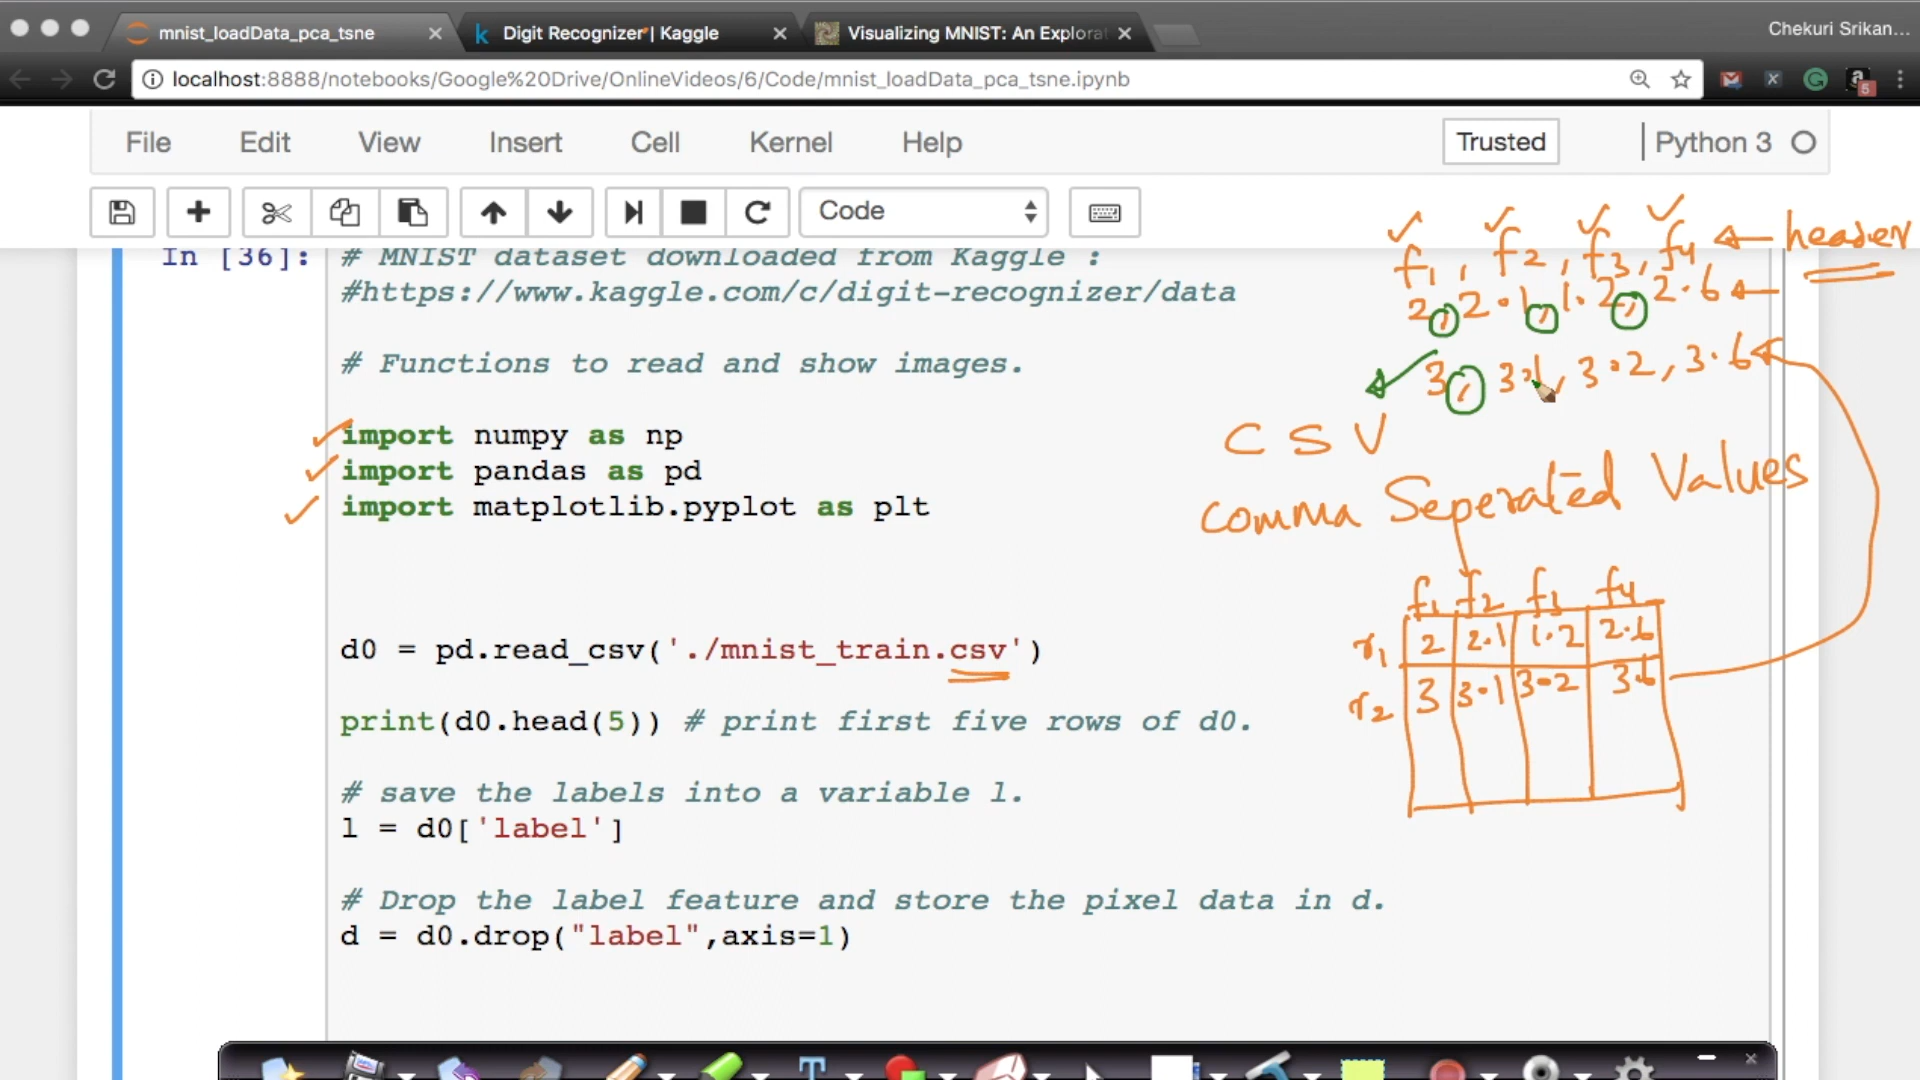 mnist_loadData_pca_tsne
Digit Recognizer | Kaggle
Visualizing MNIST: An Explorat
Chekuri Srikan...
localhost:8888/notebooks/Google%20Drive/OnlineVideos/6/Code/mnist_loadData_pca_tsne.ipynb
5
File Edit View Insert Cell Kernel Help
Trusted
Python 3
Code
In [36]:
# MNIST dataset downloaded from Kaggle :
#https://www.kaggle.com/c/digit-recognizer/data
# Functions to read and show images.
import numpy as np
import pandas as pd
import matplotlib.pyplot as plt
d0 = pd.read_csv('./mnist_train.csv')
print(d0.head(5)) # print first five rows of d0.
# save the labels into a variable l.
l = d0['label']
# Drop the label feature and store the pixel data in d.
d = d0.drop("label",axis=1)
f1, f2, f3, f4 header
2, 2.1, 1.2, 2.6
3, 3.1, 3.2, 3.6
CSV
comma Seperated Values
f1 f2 f3 f4
r1 2 2.1 1.2 2.6
r2 3 3.1 3.2 3.6